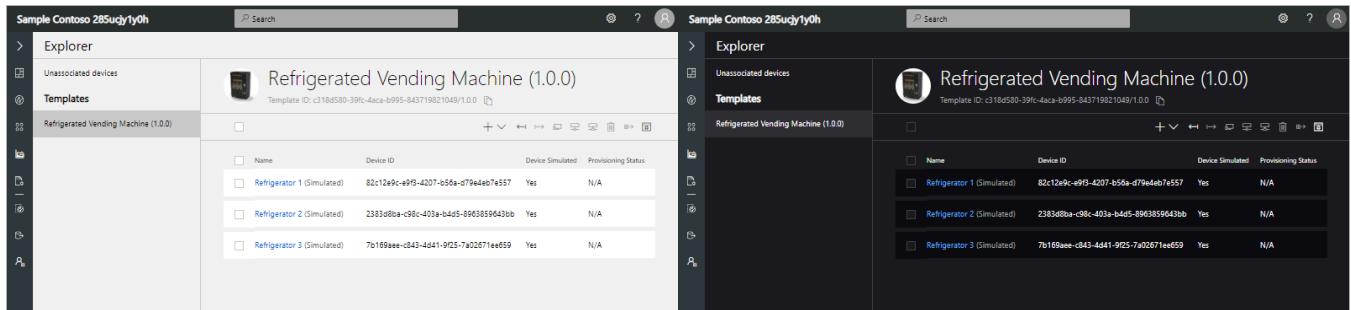 Sample Contoso 285ucjy1y0h
Search
?
Explorer
Unassociated devices
Templates
Refrigerated Vending Machine (1.0.0)
Refrigerated Vending Machine (1.0.0)
Template ID: c318d580-39fc-4aca-b995-843719821049/1.0.0
Name Device ID Device Simulated Provisioning Status
Refrigerator 1 (Simulated) 82c12e9c-e9f3-4207-b56a-d79e4eb7e557 Yes N/A
Refrigerator 2 (Simulated) 2383d8ba-c98c-403a-b4d5-8963859643bb Yes N/A
Refrigerator 3 (Simulated) 7b169aee-c843-4d41-9f25-7a02671ee659 Yes N/A
Sample Contoso 285ucjy1y0h
Search
?
Explorer
Unassociated devices
Templates
Refrigerated Vending Machine (1.0.0)
Refrigerated Vending Machine (1.0.0)
Template ID: c318d580-39fc-4aca-b995-843719821049/1.0.0
Name Device ID Device Simulated Provisioning Status
Refrigerator 1 (Simulated) 82c12e9c-e9f3-4207-b56a-d79e4eb7e557 Yes N/A
Refrigerator 2 (Simulated) 2383d8ba-c98c-403a-b4d5-8963859643bb Yes N/A
Refrigerator 3 (Simulated) 7b169aee-c843-4d41-9f25-7a02671ee659 Yes N/A